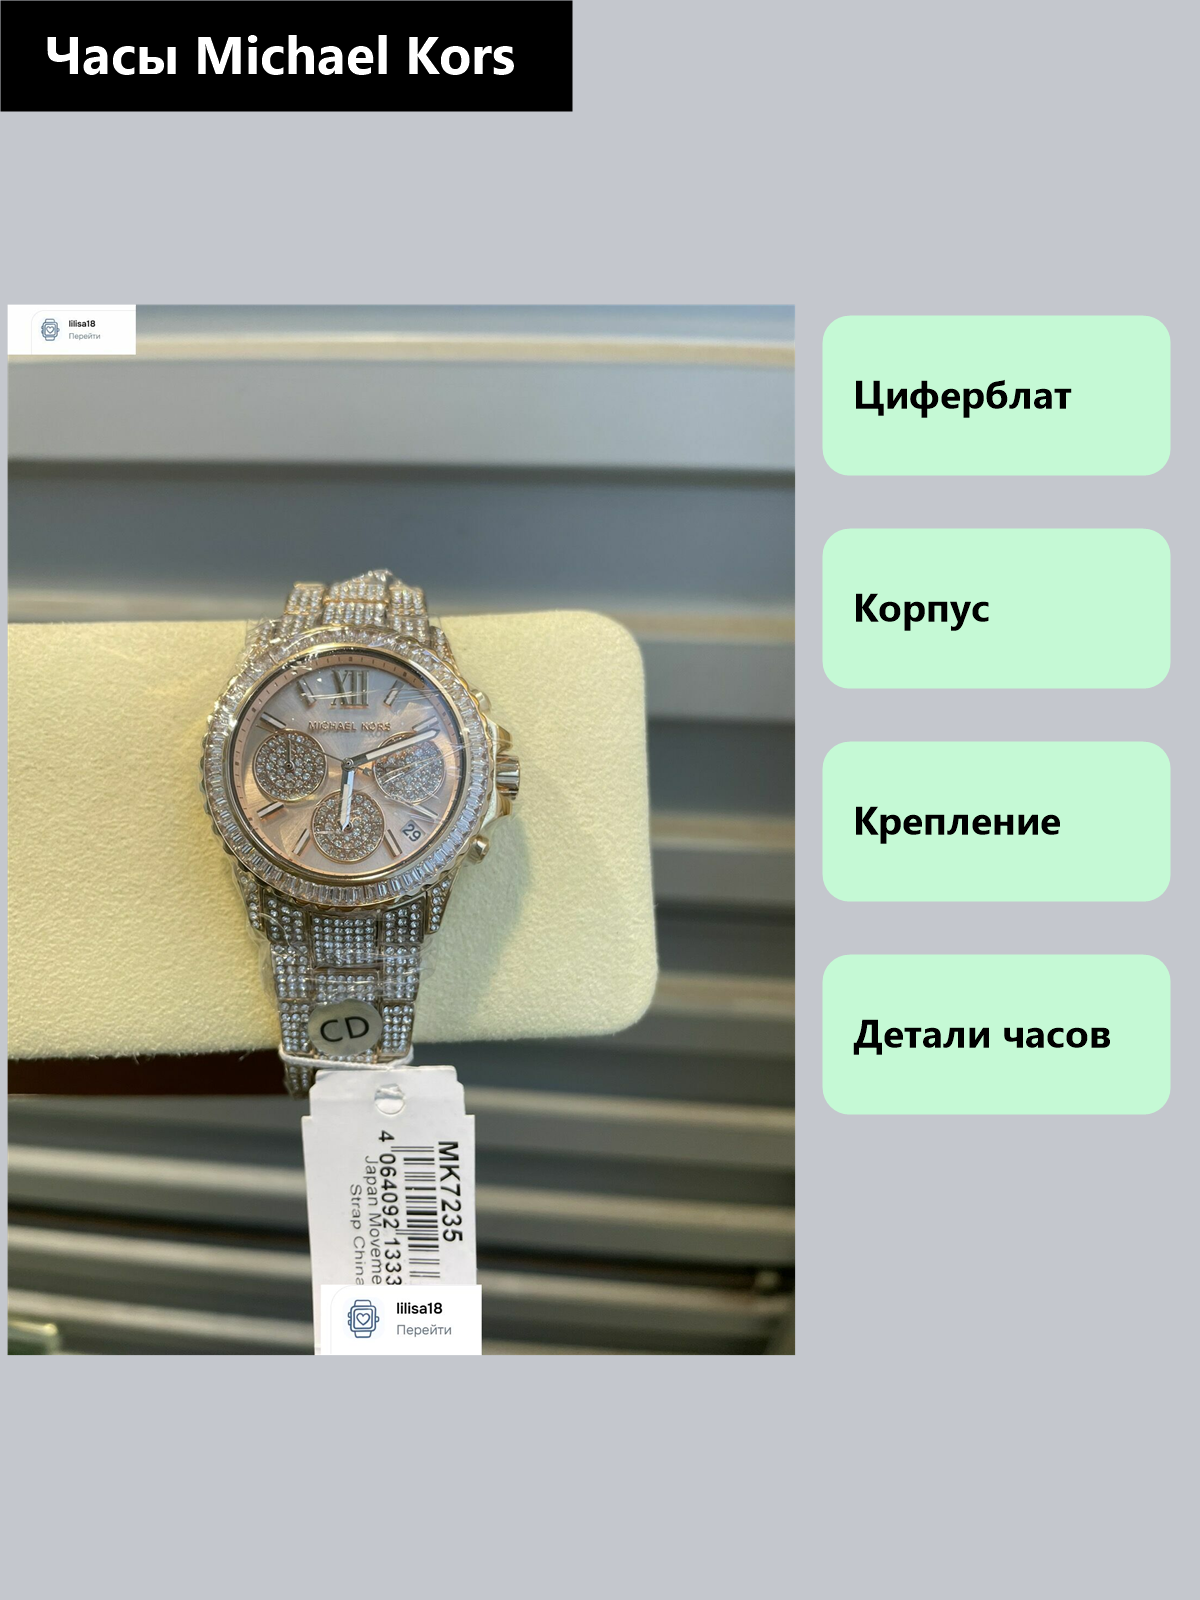 Часы Michael Kors
lilisa18
Перейти
XII
MICHAEL KORS
29
CD
MK7235
4 064092 1333
Japan Moveme
Strap China
lilisa18
Перейти
Циферблат
Корпус
Крепление
Детали часов